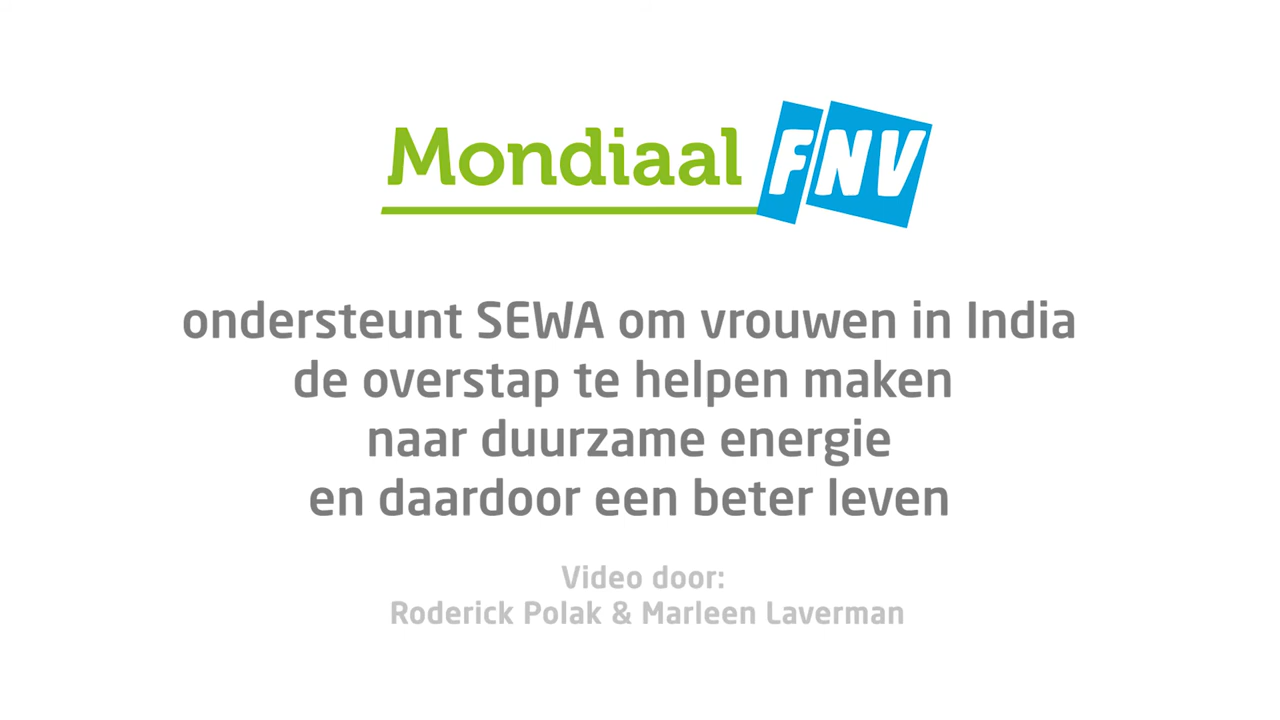 Mondiaal FNV
ondersteunt SEWA om vrouwen in India
de overstap te helpen maken
naar duurzame energie
en daardoor een beter leven
Video door:
Roderick Polak & Marleen Laverman